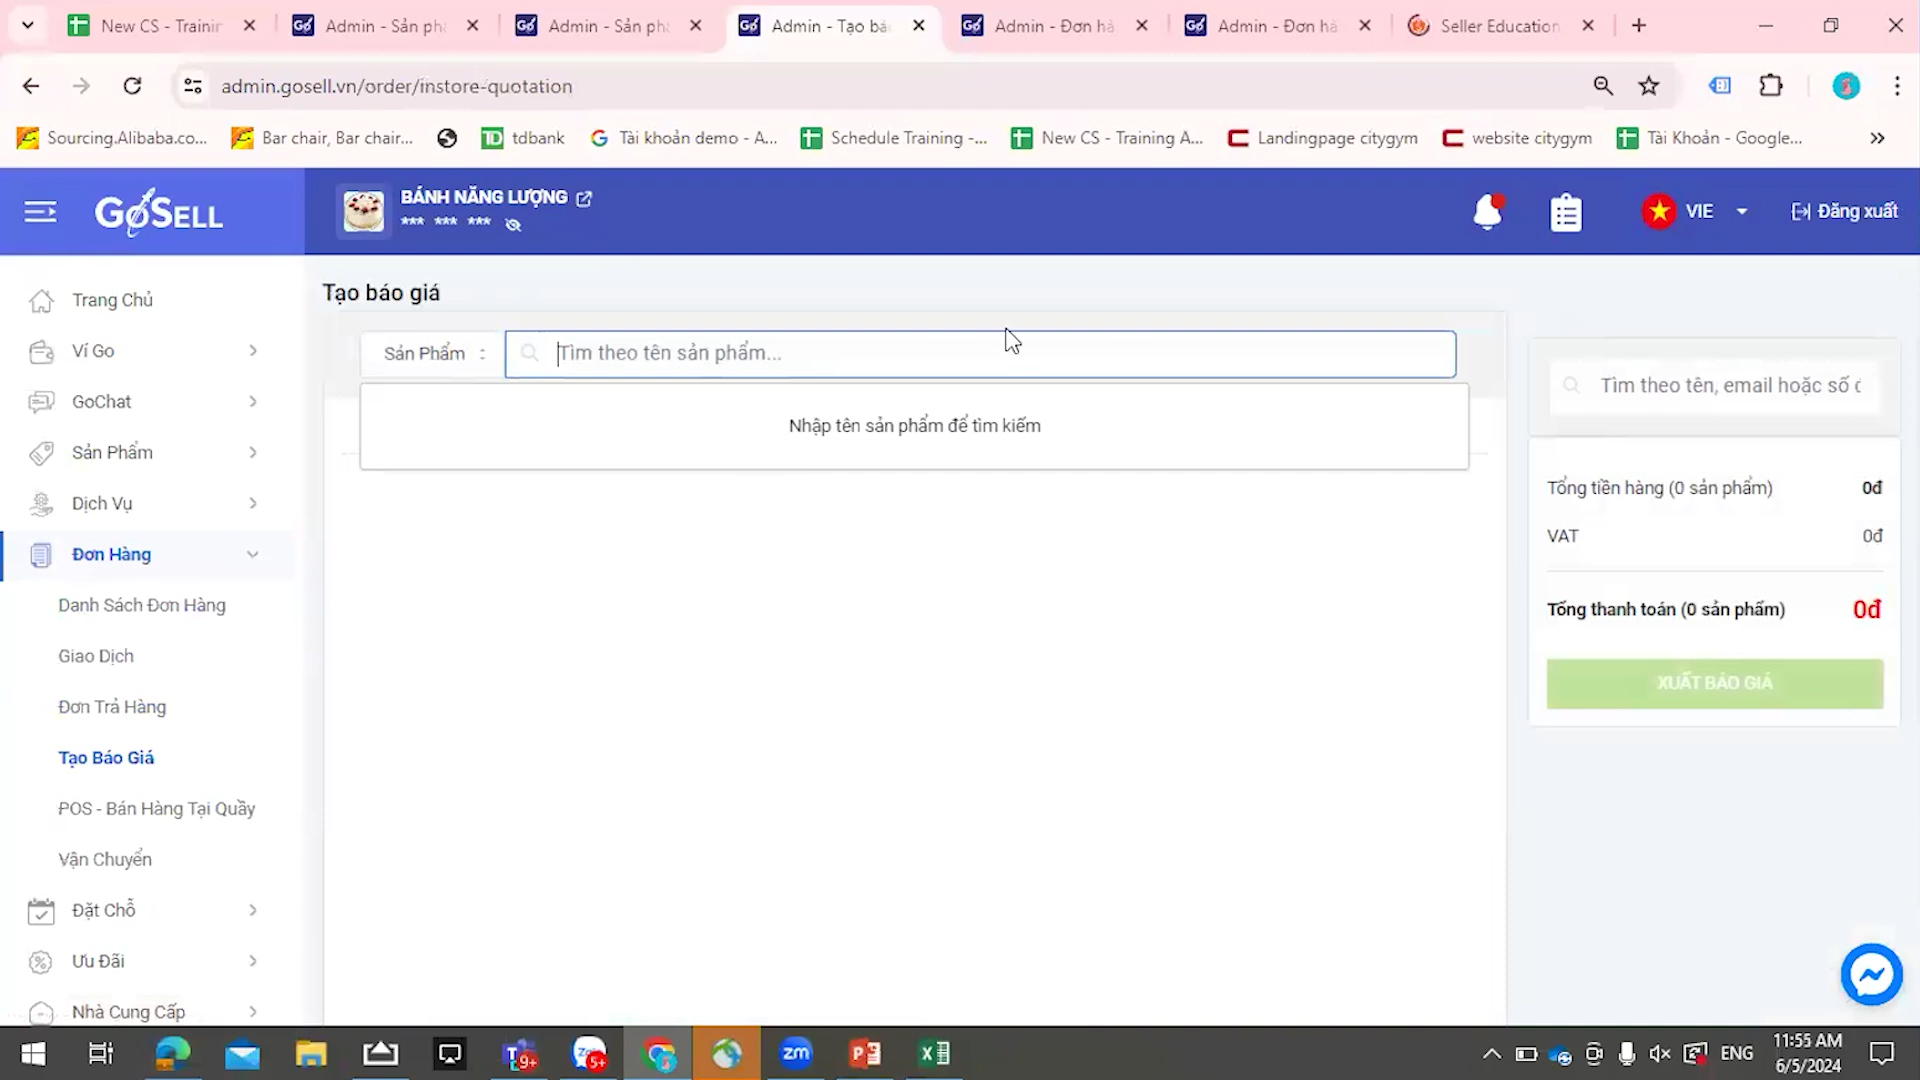 New CS - Trainin
Admin - Sản phẩ
Admin - Sản phẩ
Admin - Tạo bá
Admin - Đơn hà
Admin - Đơn hà
Seller Education
admin.gosell.vn/order/instore-quotation
Sourcing.Alibaba.co...
Bar chair, Bar chair...
tdbank
Tài khoản demo - A...
Schedule Training -...
New CS - Training A...
Landingpage citygym
website citygym
Tài Khoản - Google...
GOSELL
BÁNH NĂNG LƯỢNG
*** *** ***
VIE
Đăng xuất
Trang Chủ
Ví Go
GoChat
Sản Phẩm
Dịch Vụ
Đơn Hàng
Danh Sách Đơn Hàng
Giao Dịch
Đơn Trả Hàng
Tạo Báo Giá
POS - Bán Hàng Tại Quầy
Vận Chuyển
Đặt Chỗ
Ưu Đãi
Nhà Cung Cấp
Tạo báo giá
Sản Phẩm
Tìm theo tên sản phẩm...
Nhập tên sản phẩm để tìm kiếm
Tìm theo tên, email hoặc số đ
Tổng tiền hàng (0 sản phẩm) 0đ
VAT 0đ
Tổng thanh toán (0 sản phẩm) 0đ
XUẤT BÁO GIÁ
9+
5+
zm
ENG
11:55 AM
6/5/2024